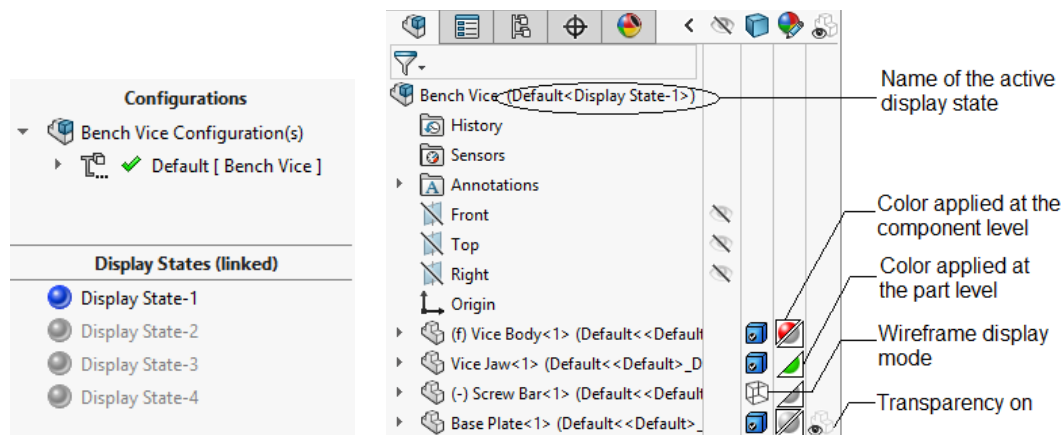 Configurations
Bench Vice Configuration(s)
Default [ Bench Vice ]
Display States (linked)
Display State-1
Display State-2
Display State-3
Display State-4
Bench Vice (Default<Display State-1>)
History
Sensors
Annotations
Front
Top
Right
Origin
(f) Vice Body<1> (Default<<Default
Vice Jaw<1> (Default<<Default>_D
(-) Screw Bar<1> (Default<<Default
Base Plate<1> (Default<<Default>_
Name of the active
display state
Color applied at the
component level
Color applied at
the part level
Wireframe display
mode
Transparency on